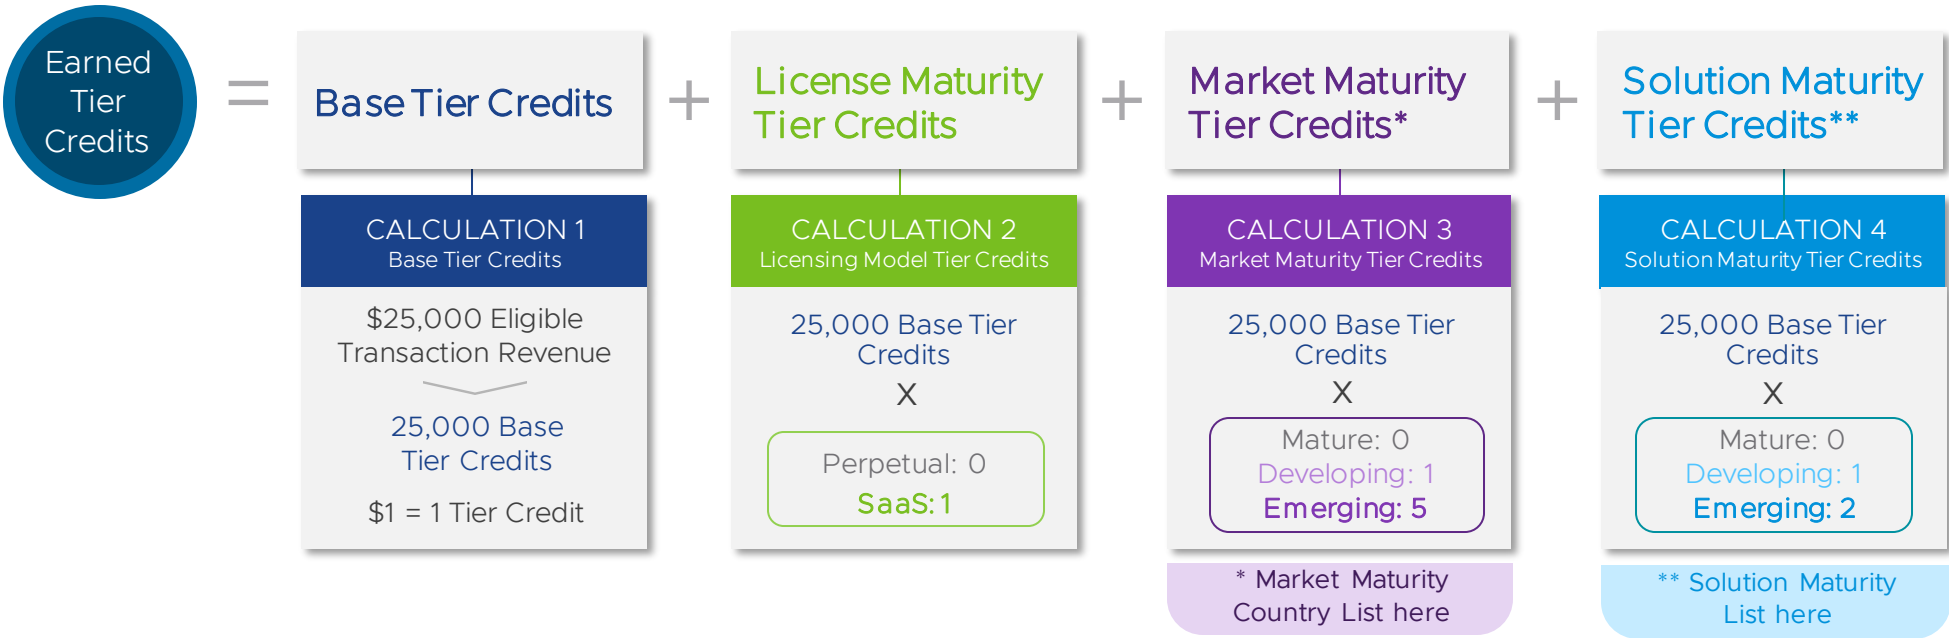 Earned
Tier
Credits
=
Base Tier Credits
+
License Maturity
Tier Credits
+
Market Maturity
Tier Credits*
+
Solution Maturity
Tier Credits**
CALCULATION 1
Base Tier Credits
$25,000 Eligible
Transaction Revenue
25,000 Base
Tier Credits
$1 = 1 Tier Credit
CALCULATION 2
Licensing Model Tier Credits
25,000 Base Tier
Credits
X
Perpetual: 0
SaaS: 1
CALCULATION 3
Market Maturity Tier Credits
25,000 Base Tier
Credits
X
Mature: 0
Developing: 1
Emerging: 5
* Market Maturity
Country List here
CALCULATION 4
Solution Maturity Tier Credits
25,000 Base Tier
Credits
X
Mature: 0
Developing: 1
Emerging: 2
** Solution Maturity
List here